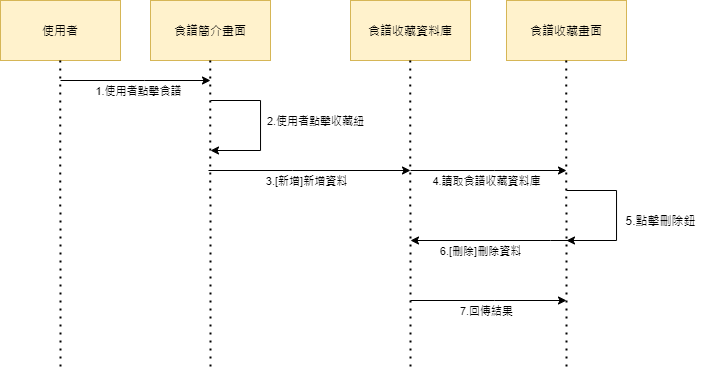 使用者
食譜簡介畫面
食譜收藏資料庫
食譜收藏畫面
1.使用者點擊食譜
2.使用者點擊收藏紐
3.[新增]新增資料
4.讀取食譜收藏資料庫
5.點擊刪除鈕
6.[刪除]刪除資料
7.回傳結果